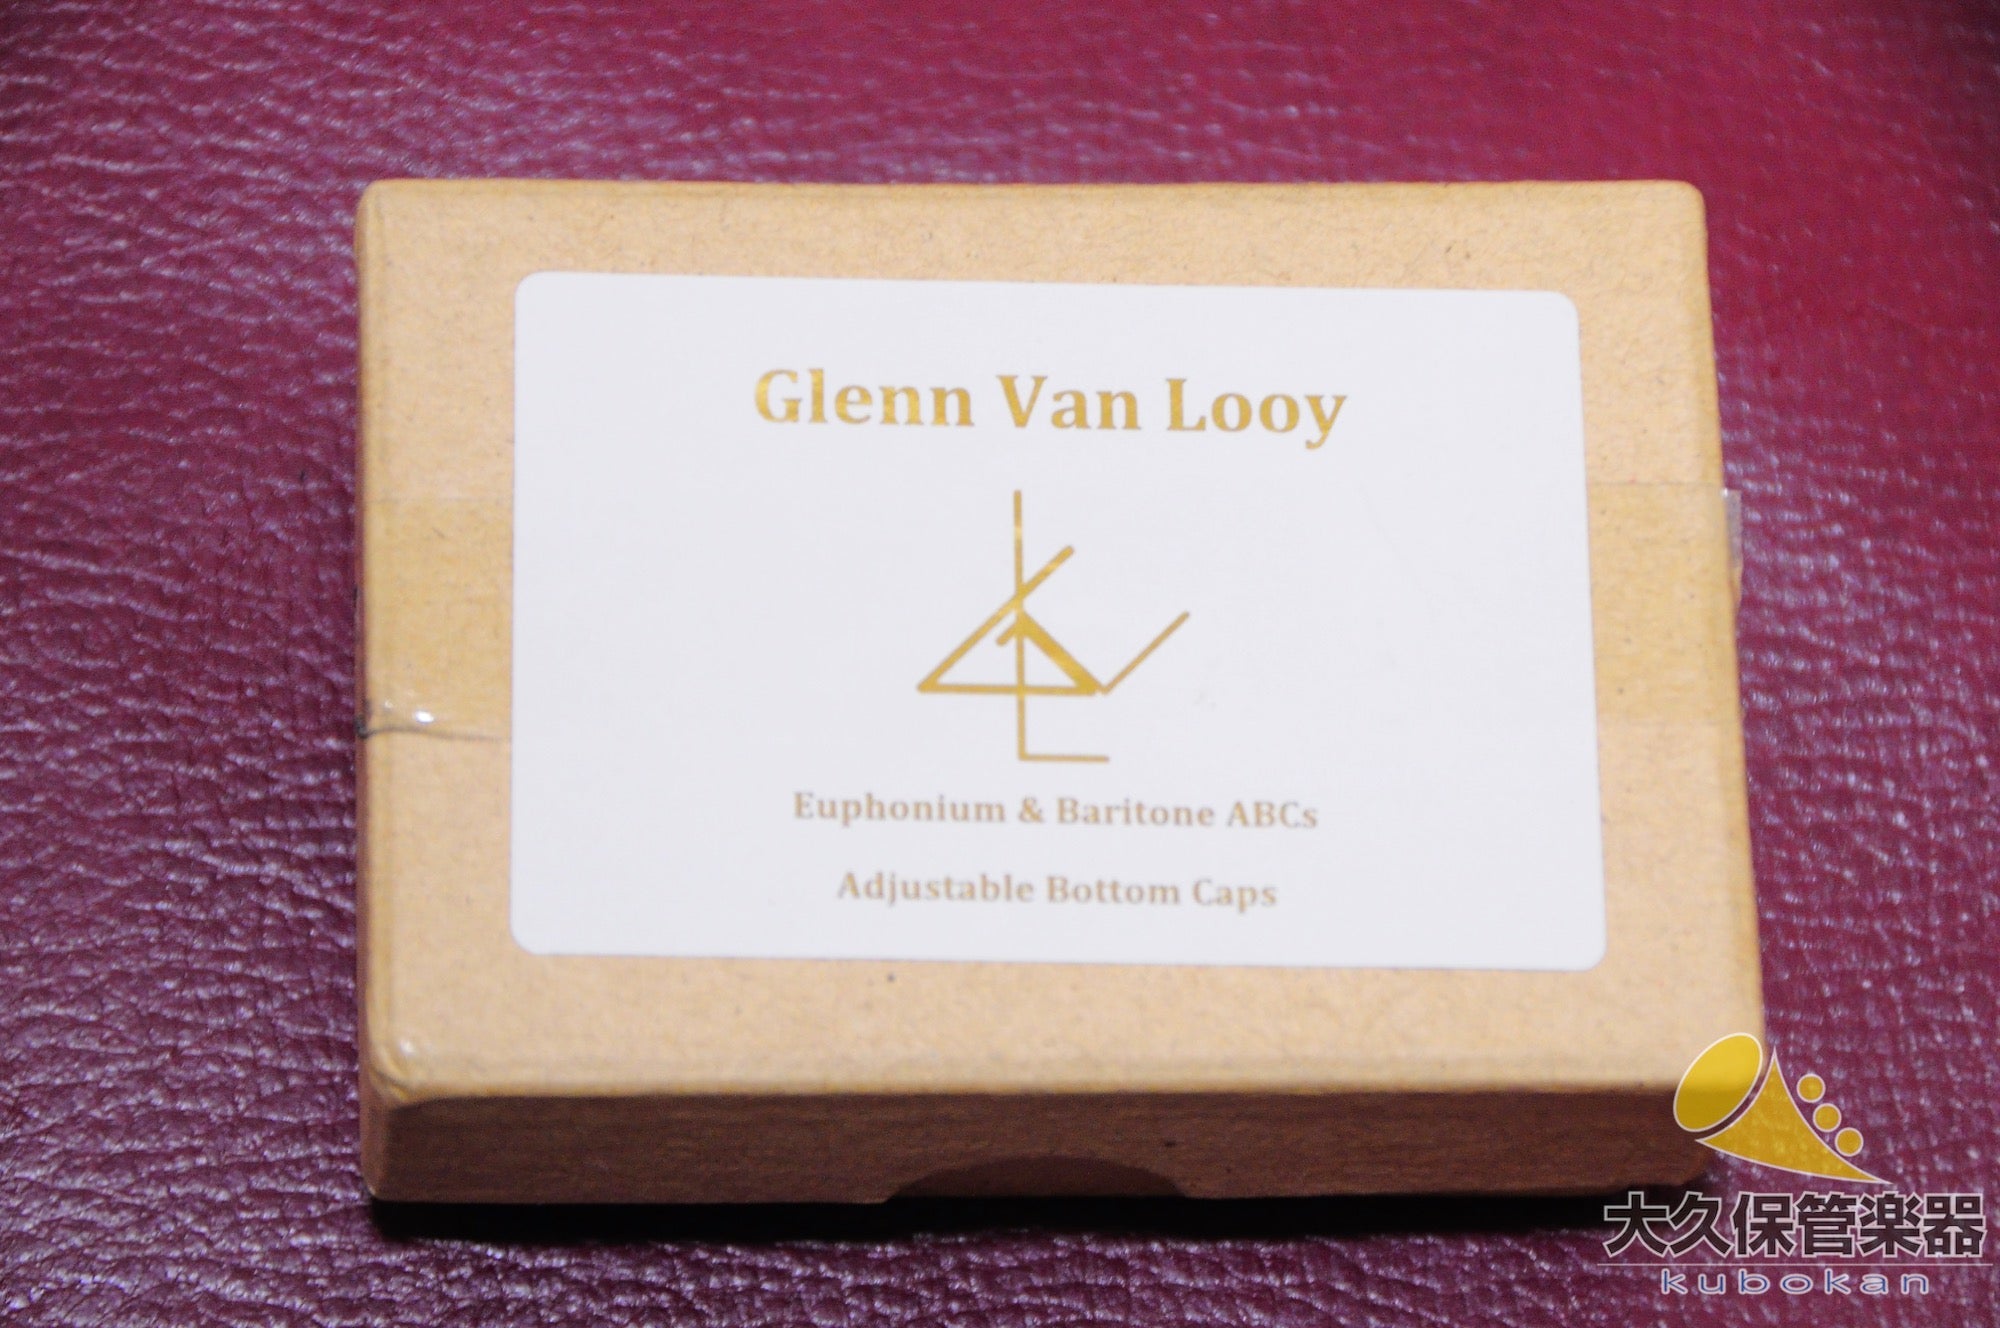 Glenn Van Looy
Euphonium & Baritone ABCs
Adjustable Bottom Caps
大久保管楽器
kubokan